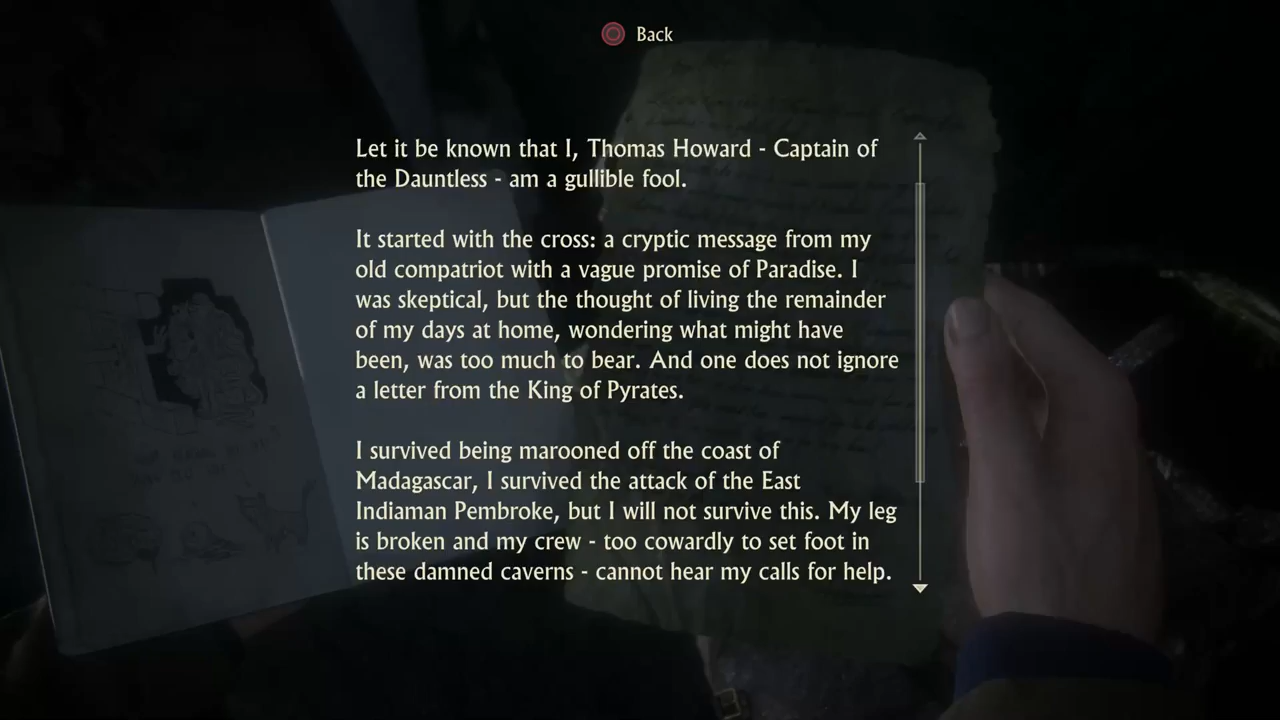 Back
Let it be known that I, Thomas Howard - Captain of
the Dauntless - am a gullible fool.
It started with the cross: a cryptic message from my
old compatriot with a vague promise of Paradise. I
was skeptical, but the thought of living the remainder
of my days at home, wondering what might have
been, was too much to bear. And one does not ignore
a letter from the King of Pyrates.
I survived being marooned off the coast of
Madagascar, I survived the attack of the East
Indiaman Pembroke, but I will not survive this. My leg
is broken and my crew - too cowardly to set foot in
these damned caverns - cannot hear my calls for help.